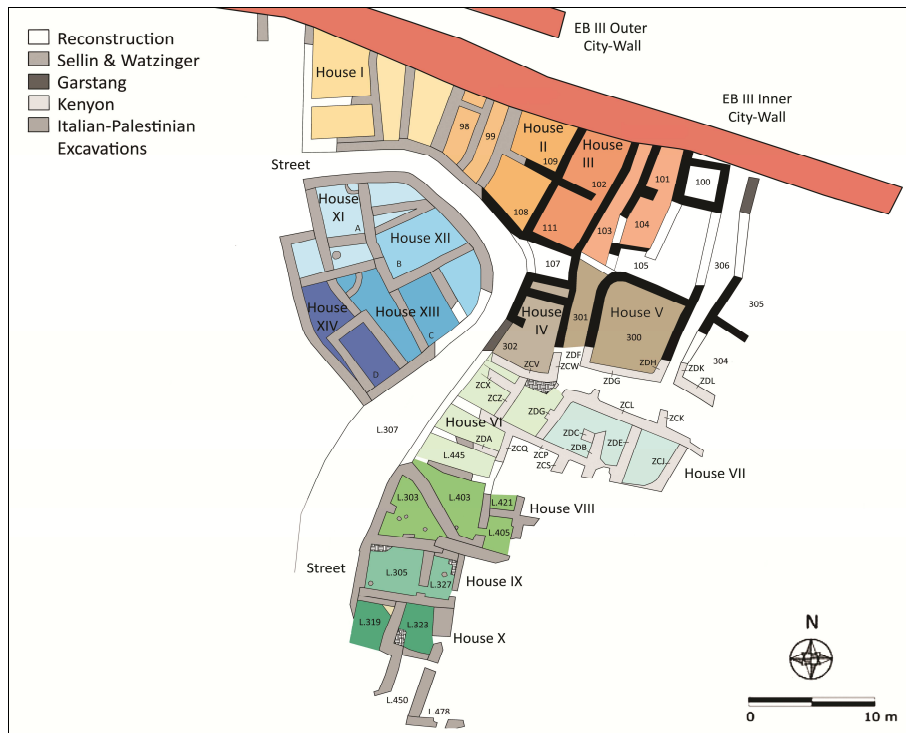 Reconstruction
Sellin & Watzinger
Garstang
Kenyon
Italian-Palestinian
Excavations
EB III Outer
City-Wall
EB III Inner
City-Wall
House I
98
99
House
II
109
House
III
102
101
100
108
111
103
104
Street
107
105
306
305
304
House
XI
A
House XII
B
House XIII
C
House
XIV
D
House
IV
302
301
House V
300
ZCV
ZDF
ZCW
ZDG
ZDH
ZDK
ZDL
ZCX
ZCZ
ZDG
ZCL
ZCK
House VI
ZDA
ZDC
ZDB
ZDE
ZCJ
ZCQ
ZCP
ZCS
House VII
L.307
L.445
L.303
L.403
L.421
L.405
House VIII
Street
L.305
L.327
House IX
L.319
L.323
House X
L.450
L.478
N
0
10 m